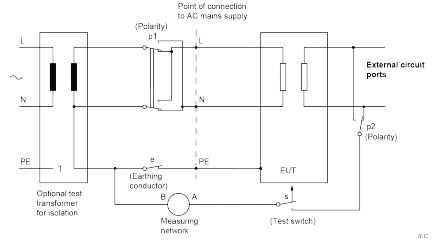 Point of connection
to AC mains supply
(Polarity)
p1
L
L
External circuit
ports
N
N
p2
(Polarity)
PE
T
e
PE
EUT
(Earthing
conductor)
Optional test
transformer
for isolation
B
A
s
Measuring
network
(Test switch)
IEC